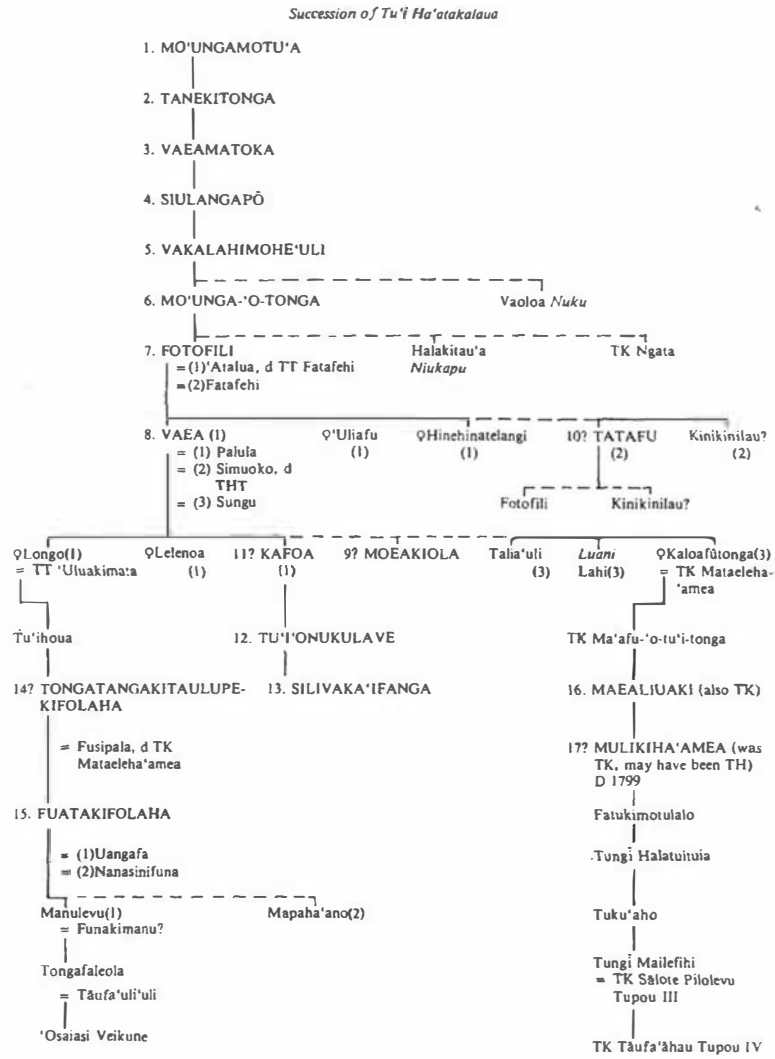 Succession of Tu‘i Ha‘atakalaua
1. MO‘UNGAMOTU‘A
2. TANEKITONGA
3. VAEAMATOKA
4. SIULANGAPŌ
5. VAKALAHIMOHE‘ULI
6. MO‘UNGA-‘O-TONGA
Vaoloa Nuku
7. FOTOFILI
= (1)‘Atalua, d TT Fatafehi
= (2)Fatafehi
Halakitau‘a
Niukapu
TK Ngata
8. VAEA (1)
= (1) Palula
= (2) Simuoko, d
THT
= (3) Sungu
♀‘Uliafu
(1)
♀Hinehinatelangi
(1)
10? TATAFU
(2)
Kinikinilau?
(2)
Fotofili
Kinikinilau?
♀Longo(1)
= TT ‘Uluakimata
♀Lelenoa
(1)
11? KAFOA
(1)
9? MOEAKIOLA
Talia‘uli
(3)
Luani
Lahi(3)
♀Kaloafūtonga(3)
= TK Mataeleha-
‘amea
Tu‘ihoua
12. TU‘I‘ONUKULAVE
TK Ma‘afu-‘o-tu‘i-tonga
14? TONGATANGAKITAULUPE-
KIFOLAHA
13. SILIVAKA‘IFANGA
16. MAEALIUAKI (also TK)
= Fusipala, d TK
Mataeleha‘amea
17? MULIKIHA‘AMEA (was
TK, may have been TH)
D 1799
15. FUATAKIFOLAHA
Fatukimotulalo
= (1)Uangafa
= (2)Nanasinifuna
Tungī Halatuituia
Manulevu(1)
= Funakimanu?
Mapaha‘ano(2)
Tuku‘aho
Tongafaleola
= Tāufa‘uli‘uli
‘Osaiasi Veikune
Tungī Mailefihi
= TK Sālote Pilolevu
Tupou III
TK Tāufa‘āhau Tupou IV